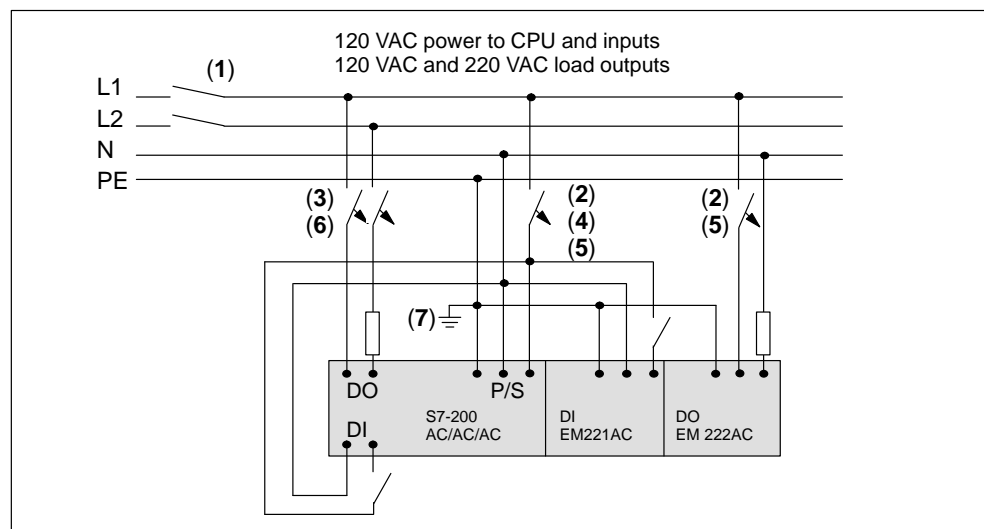 120 VAC power to CPU and inputs
120 VAC and 220 VAC load outputs
(1)
L1
L2
N
PE
(3)
(6)
(2)
(4)
(5)
(2)
(5)
(7)
DO
P/S
DI
S7-200
AC/AC/AC
DI
EM221AC
DO
EM 222AC